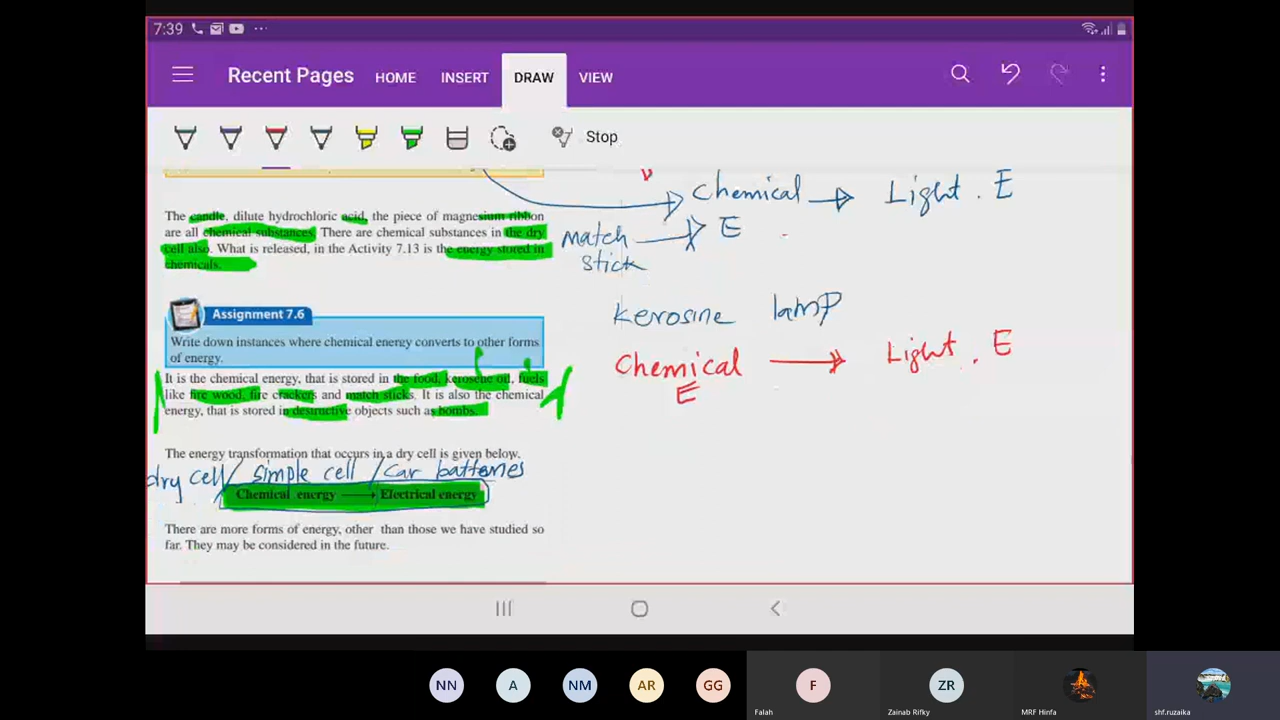 7:39
Recent Pages HOME INSERT DRAW VIEW
Stop
The candle, dilute hydrochloric acid, the piece of magnesium ribbon
are all chemical substances. There are chemical substances in the dry
cell also. What is released, in the Activity 7.13 is the energy stored in
chemicals.
Chemical Light . E
E
match
stick
kerosine lamp
Chemical Light . E
E
Assignment 7.6
Write down instances where chemical energy converts to other forms
of energy.
It is the chemical energy, that is stored in the food, kerosene oil, fuels
like fire wood, fire crackers and match sticks. It is also the chemical
energy, that is stored in destructive objects such as bombs.
The energy transformation that occurs in a dry cell is given below.
dry cell / simple cell / car batteries
Chemical energy → Electrical energy
There are more forms of energy, other than those we have studied so
far. They may be considered in the future.
NN A NM AR GG F ZR
Falah Zainab Rifky MRF Hinfa shf.ruzaika